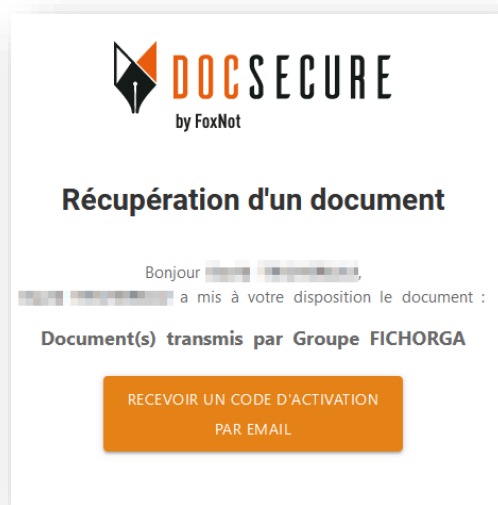 DOCSECURE
by FoxNot
Récupération d'un document
Bonjour ,
a mis à votre disposition le document :
Document(s) transmis par Groupe FICHORGA
RECEVOIR UN CODE D'ACTIVATION
PAR EMAIL